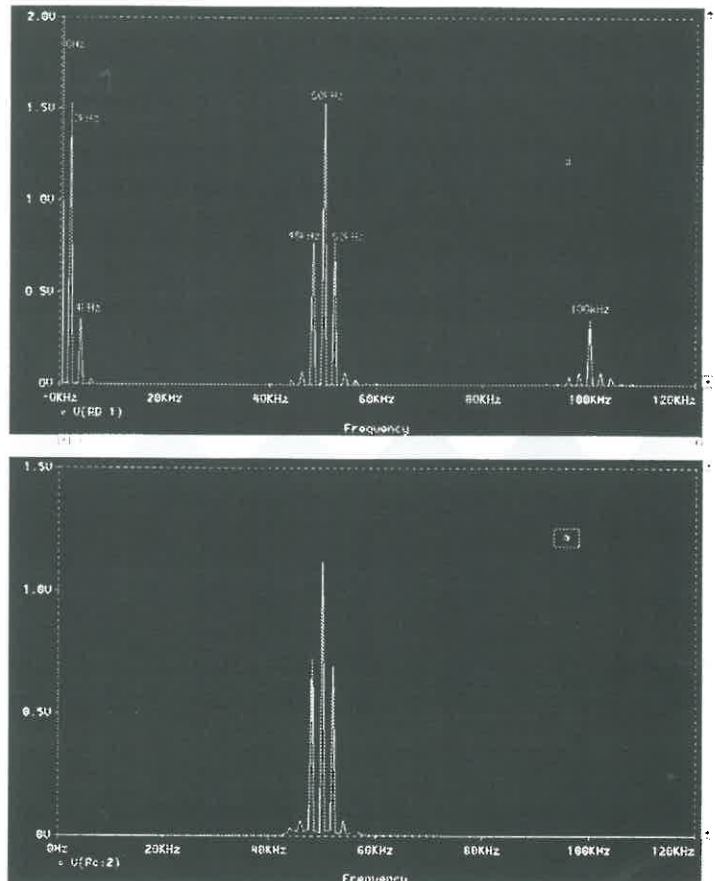 2.0V
0Hz
1.5V
2KHz
50KHz
1.0V
48KHz 52KHz
0.5V
4KHz
100KHz
0V
-0KHz 20KHz 40KHz 60KHz 80KHz 100KHz 120KHz
V(RD 1)
Frequency
1.5V
1.0V
0.5V
0V
0Hz 20KHz 40KHz 60KHz 80KHz 100KHz 120KHz
V(Rc:2)
Frequency